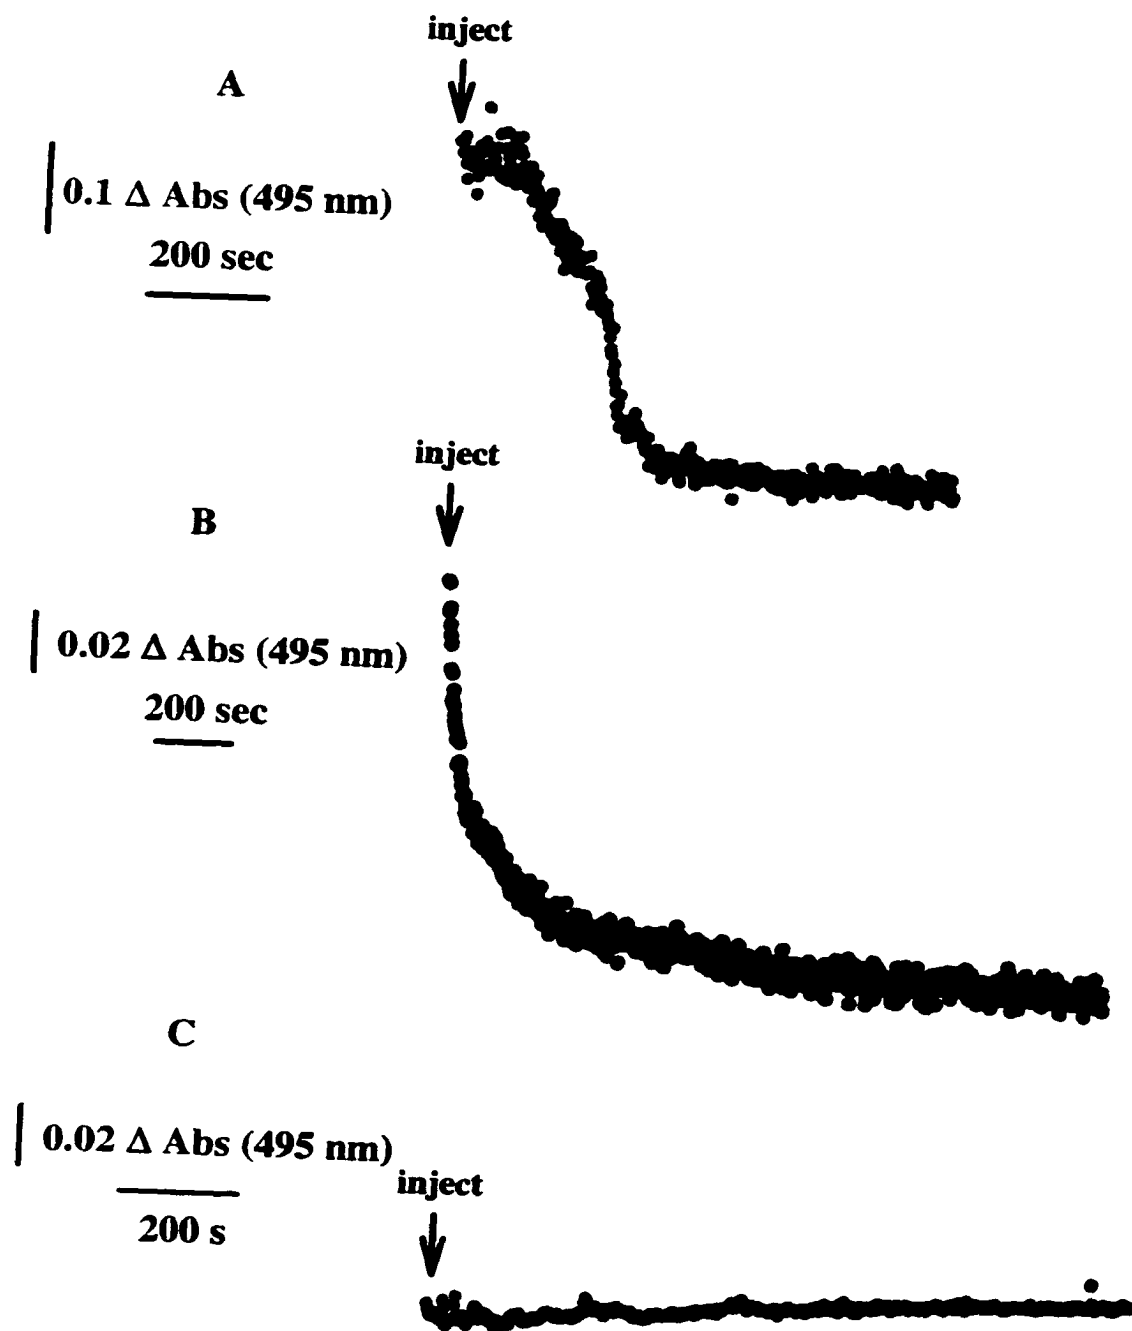 inject
A
0.1 Δ Abs (495 nm)
200 sec
inject
B
0.02 Δ Abs (495 nm)
200 sec
C
0.02 Δ Abs (495 nm)
inject
200 s